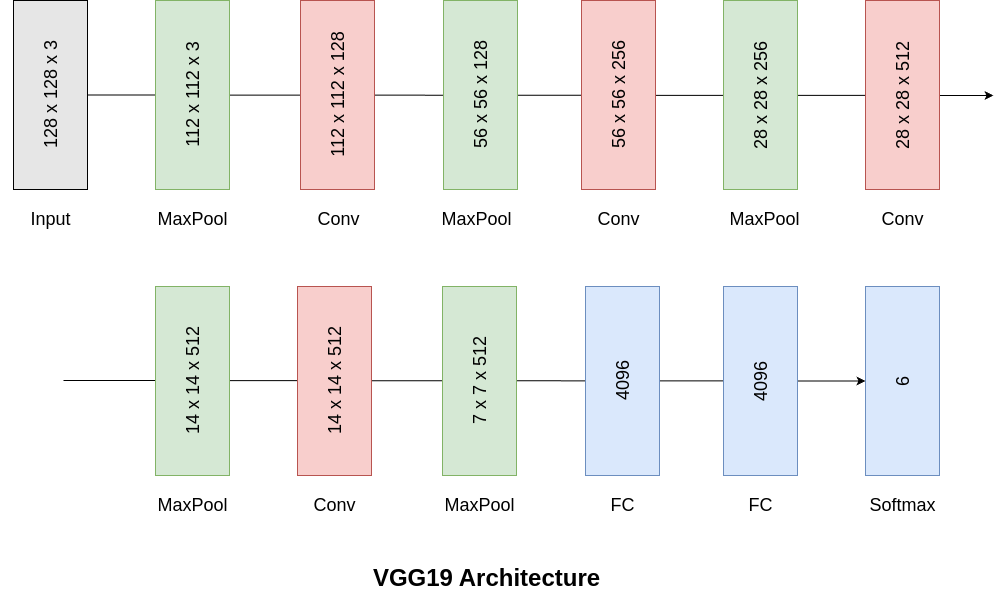 128 x 128 x 3
112 x 112 x 3
112 x 112 x 128
56 x 56 x 128
56 x 56 x 256
28 x 28 x 256
28 x 28 x 512
Input
MaxPool
Conv
MaxPool
Conv
MaxPool
Conv
14 x 14 x 512
14 x 14 x 512
7 x 7 x 512
4096
4096
6
MaxPool
Conv
MaxPool
FC
FC
Softmax
VGG19 Architecture